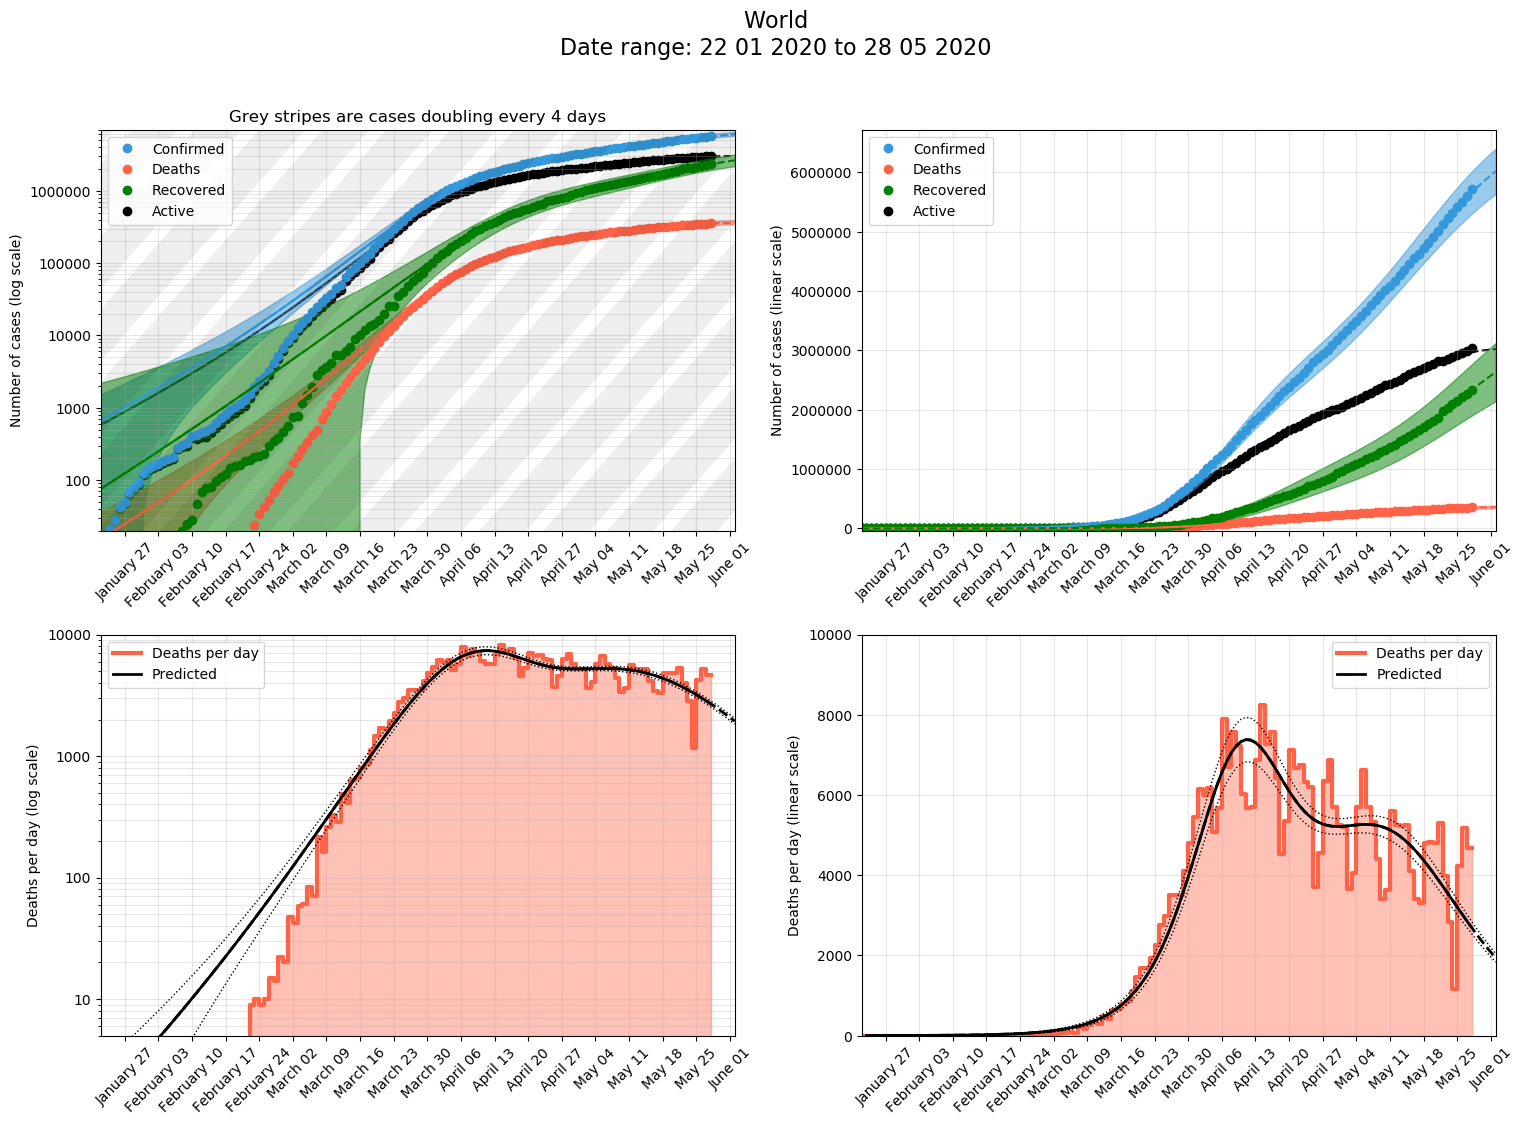 World
Date range: 22 01 2020 to 28 05 2020
Grey stripes are cases doubling every 4 days
Number of cases (log scale)
1000000
100000
10000
1000
100
Confirmed
Deaths
Recovered
Active
January 27
February 03
February 10
February 17
February 24
March 02
March 09
March 16
March 23
March 30
April 06
April 13
April 20
April 27
May 04
May 11
May 18
May 25
June 01
Number of cases (linear scale)
6000000
5000000
4000000
3000000
2000000
1000000
0
Confirmed
Deaths
Recovered
Active
January 27
February 03
February 10
February 17
February 24
March 02
March 09
March 16
March 23
March 30
April 06
April 13
April 20
April 27
May 04
May 11
May 18
May 25
June 01
Deaths per day (log scale)
10000
1000
100
10
Deaths per day
Predicted
January 27
February 03
February 10
February 17
February 24
March 02
March 09
March 16
March 23
March 30
April 06
April 13
April 20
April 27
May 04
May 11
May 18
May 25
June 01
Deaths per day (linear scale)
10000
8000
6000
4000
2000
0
Deaths per day
Predicted
January 27
February 03
February 10
February 17
February 24
March 02
March 09
March 16
March 23
March 30
April 06
April 13
April 20
April 27
May 04
May 11
May 18
May 25
June 01